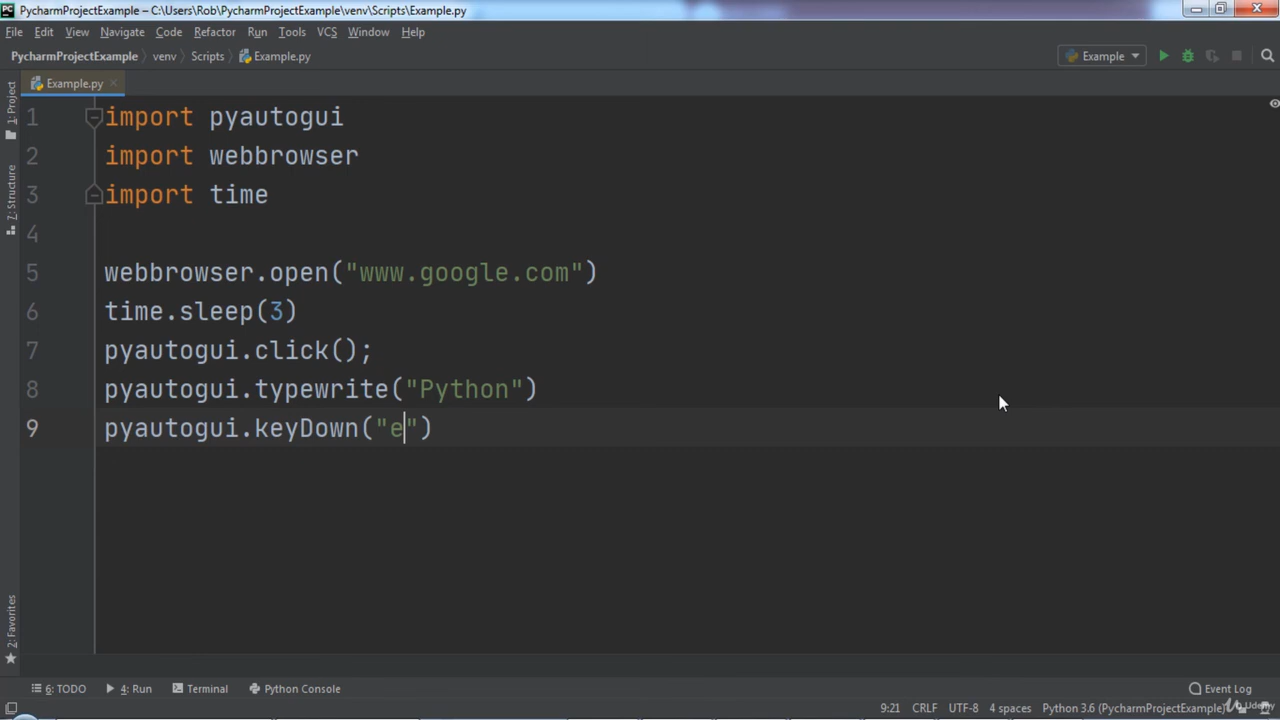 PC PycharmProjectExample – C:\Users\Rob\PycharmProjectExample\venv\Scripts\Example.py
File Edit View Navigate Code Refactor Run Tools VCS Window Help
PycharmProjectExample venv Scripts Example.py Example
Example.py
1: Project
7: Structure
2: Favorites
1 import pyautogui
2 import webbrowser
3 import time
4
5 webbrowser.open("www.google.com")
6 time.sleep(3)
7 pyautogui.click();
8 pyautogui.typewrite("Python")
9 pyautogui.keyDown("e")
6: TODO 4: Run Terminal Python Console Event Log
9:21 CRLF UTF-8 4 spaces Python 3.6 (PycharmProjectExample) Udemy